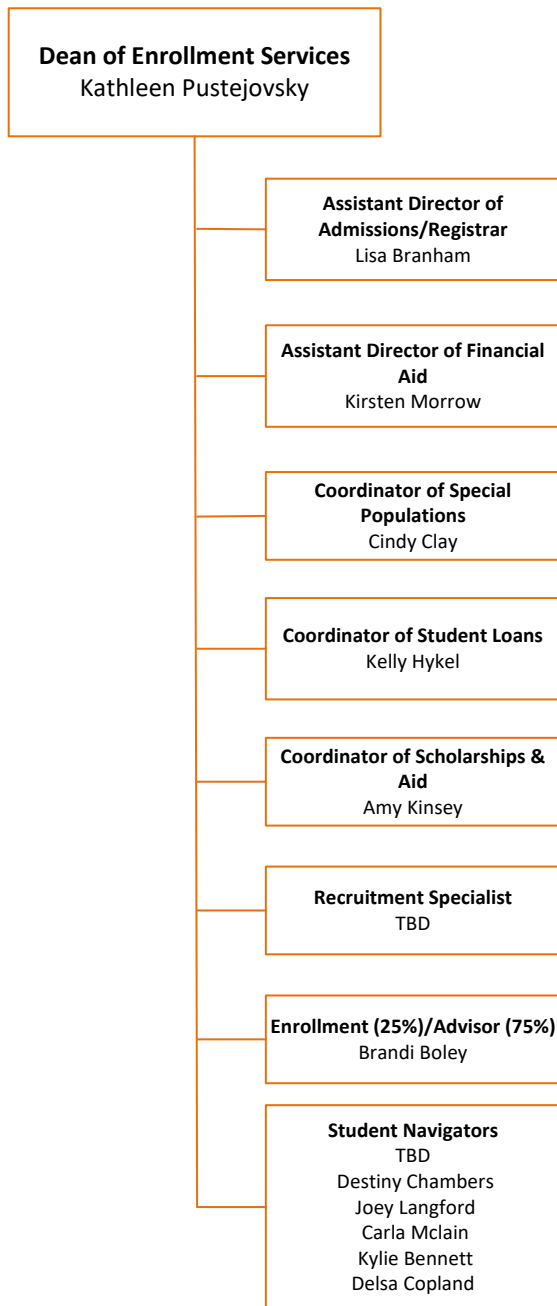 Dean of Enrollment Services
Kathleen Pustejovsky
Assistant Director of
Admissions/Registrar
Lisa Branham
Assistant Director of Financial
Aid
Kirsten Morrow
Coordinator of Special
Populations
Cindy Clay
Coordinator of Student Loans
Kelly Hykel
Coordinator of Scholarships &
Aid
Amy Kinsey
Recruitment Specialist
TBD
Enrollment (25%)/Advisor (75%)
Brandi Boley
Student Navigators
TBD
Destiny Chambers
Joey Langford
Carla Mclain
Kylie Bennett
Delsa Copland